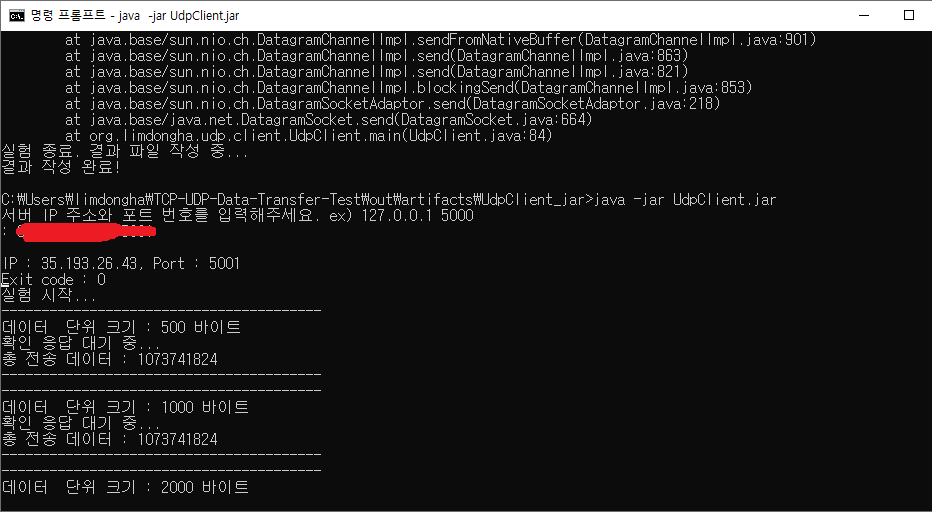 명령 프롬프트 - java -jar UdpClient.jar
at java.base/sun.nio.ch.DatagramChannelImpl.sendFromNativeBuffer(DatagramChannelImpl.java:901)
at java.base/sun.nio.ch.DatagramChannelImpl.send(DatagramChannelImpl.java:863)
at java.base/sun.nio.ch.DatagramChannelImpl.send(DatagramChannelImpl.java:821)
at java.base/sun.nio.ch.DatagramChannelImpl.blockingSend(DatagramChannelImpl.java:853)
at java.base/sun.nio.ch.DatagramSocketAdaptor.send(DatagramSocketAdaptor.java:218)
at java.base/java.net.DatagramSocket.send(DatagramSocket.java:664)
at org.limdongha.udp.client.UdpClient.main(UdpClient.java:84)
실험 종료. 결과 파일 작성 중...
결과 작성 완료!
C:₩Users₩limdongha₩TCP-UDP-Data-Transfer-Test₩out₩artifacts₩UdpClient_jar>java -jar UdpClient.jar
서버 IP 주소와 포트 번호를 입력해주세요. ex) 127.0.0.1 5000
:
IP : 35.193.26.43, Port : 5001
Exit code : 0
실험 시작...
----------------------------------------
데이터  단위 크기 : 500 바이트
확인 응답 대기 중...
총 전송 데이터 : 1073741824
----------------------------------------
----------------------------------------
데이터  단위 크기 : 1000 바이트
확인 응답 대기 중...
총 전송 데이터 : 1073741824
----------------------------------------
----------------------------------------
데이터  단위 크기 : 2000 바이트